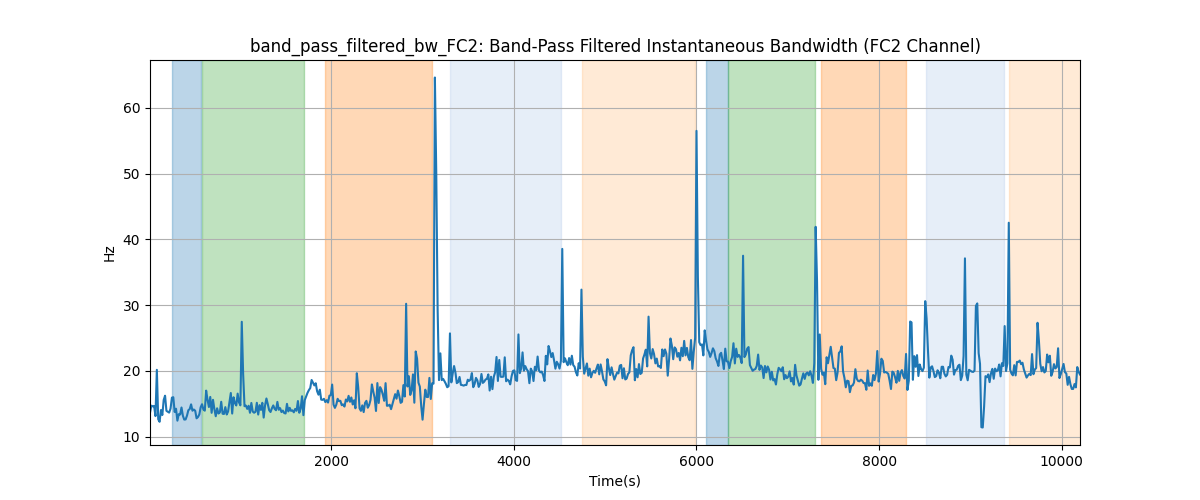 band_pass_filtered_bw_FC2: Band-Pass Filtered Instantaneous Bandwidth (FC2 Channel)
60
50
40
30
20
10
Hz
2000 4000 6000 8000 10000
Time(s)